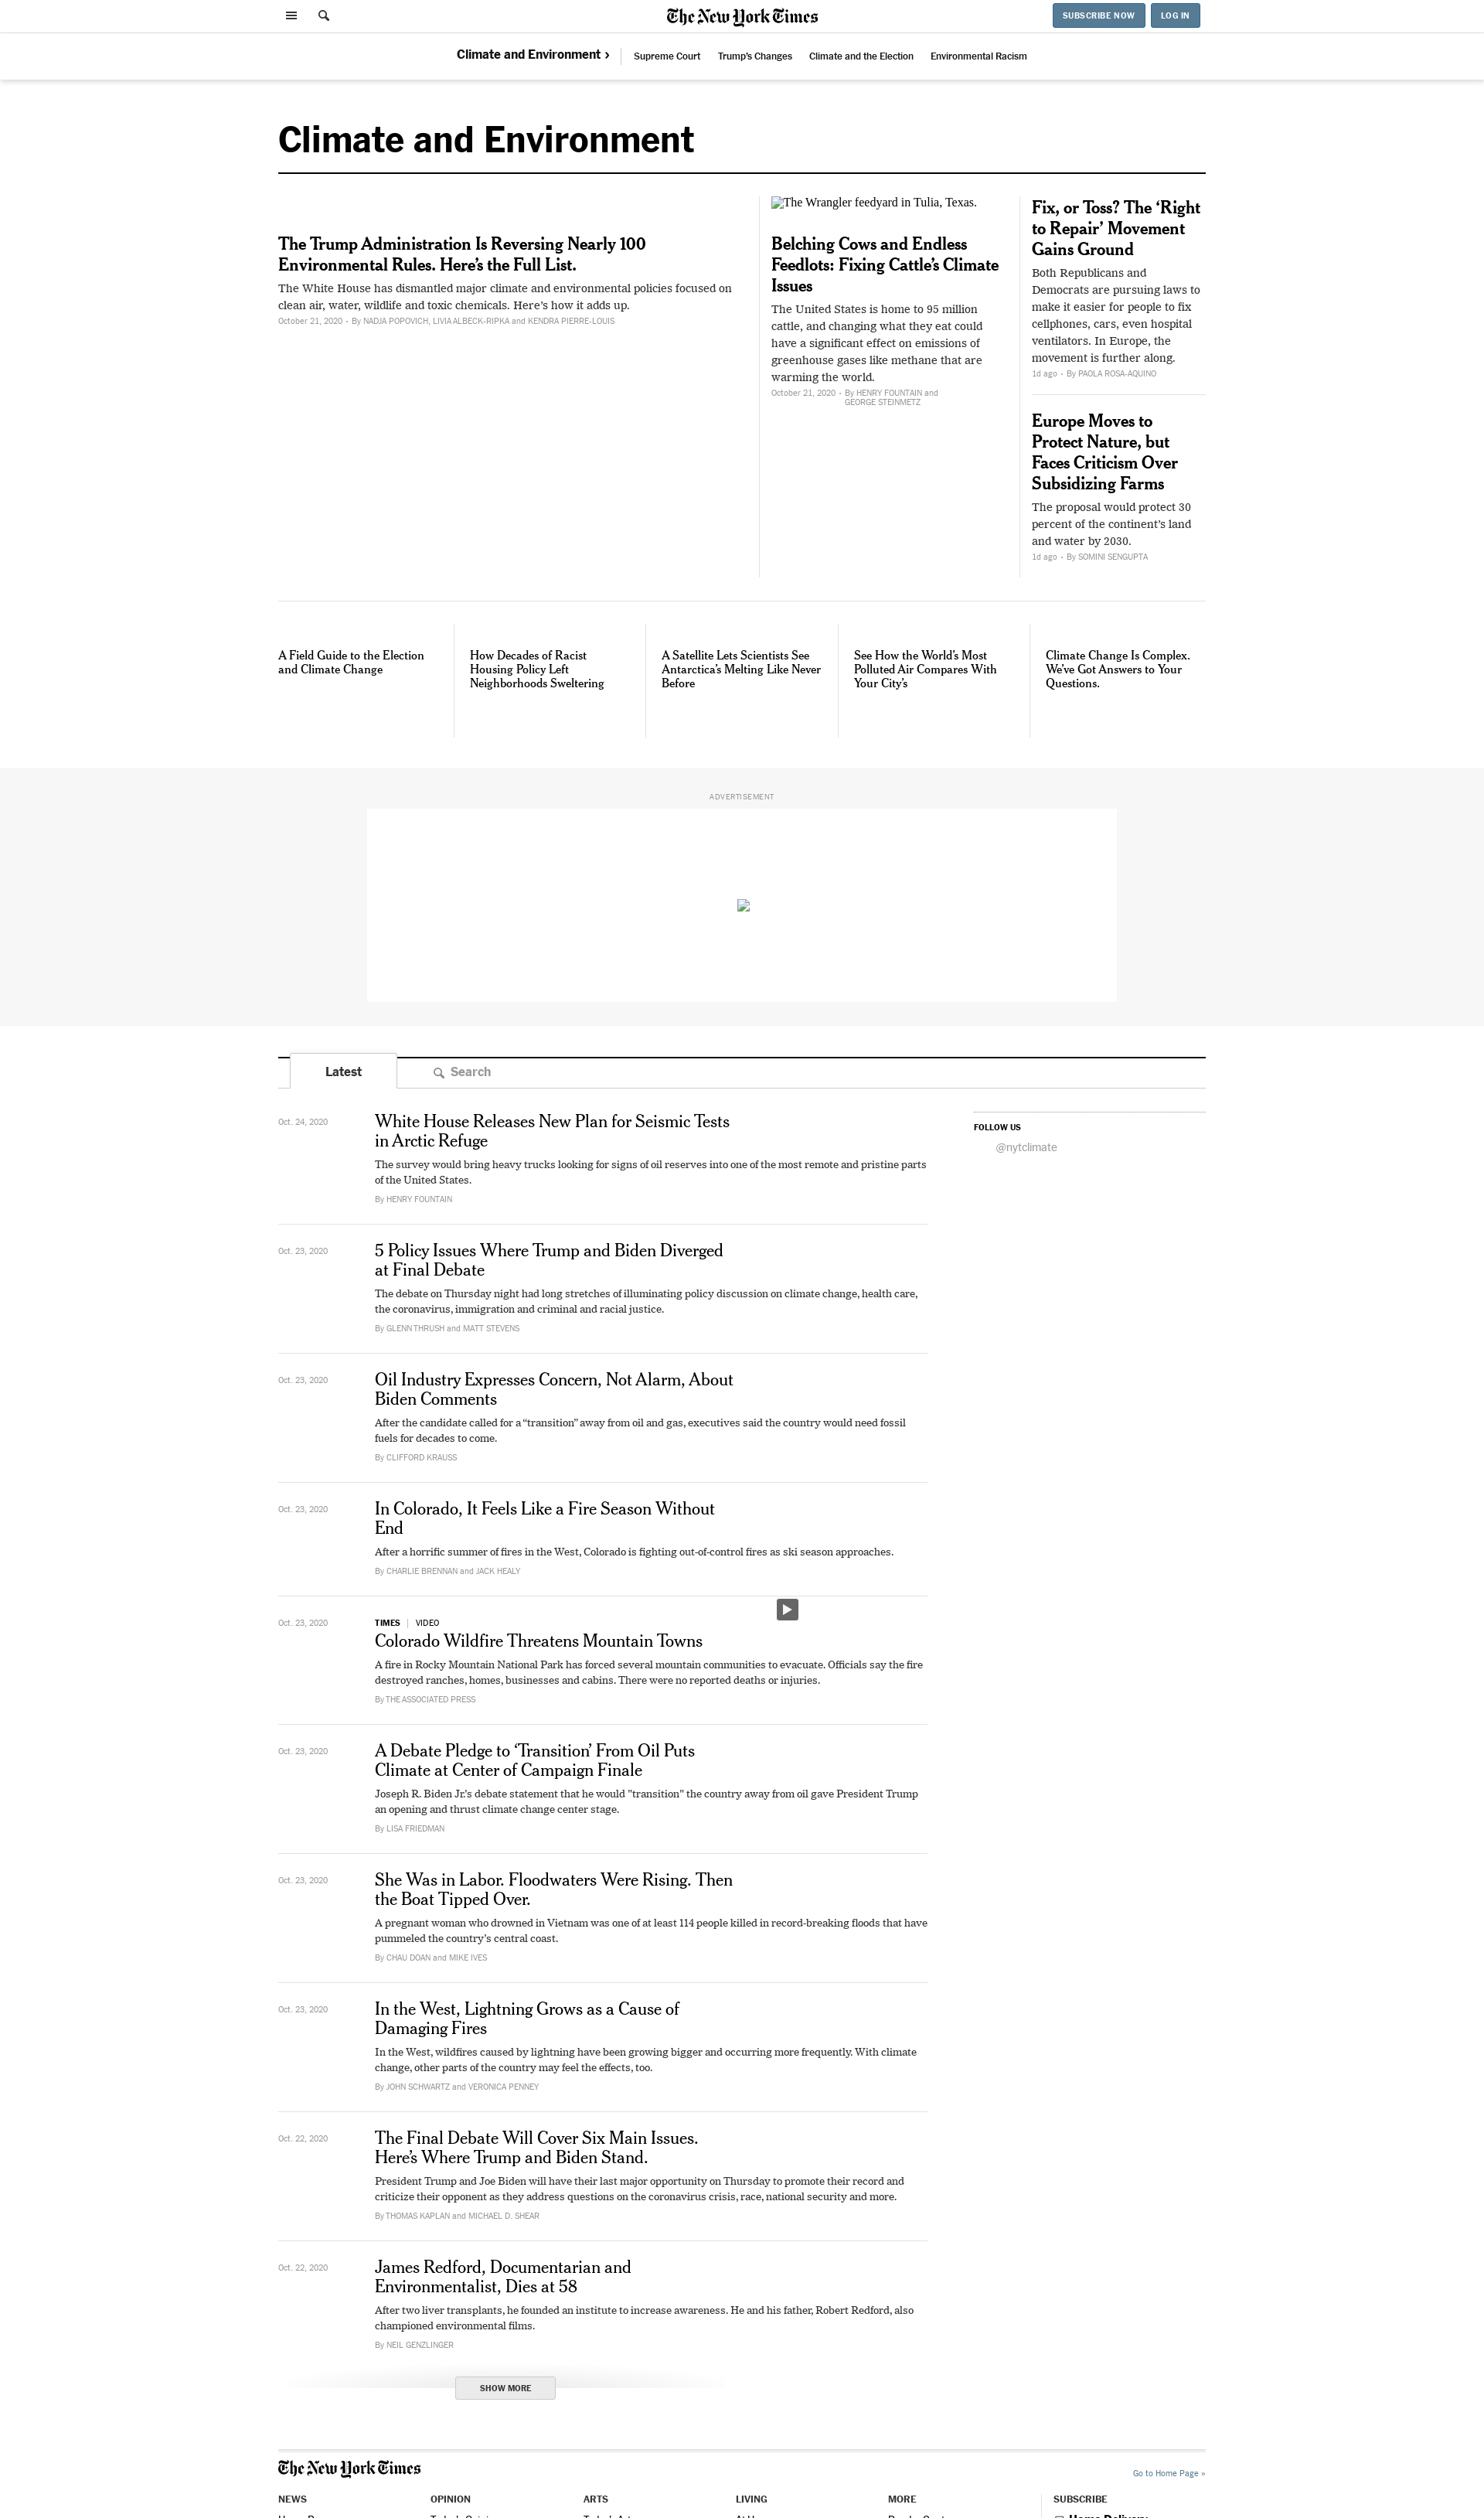 The New York Times
SUBSCRIBE NOW
LOG IN
Climate and Environment ›
Supreme Court
Trump's Changes
Climate and the Election
Environmental Racism
Climate and Environment
The Trump Administration Is Reversing Nearly 100
Environmental Rules. Here's the Full List.
The White House has dismantled major climate and environmental policies focused on
clean air, water, wildlife and toxic chemicals. Here's how it adds up.
October 21, 2020 • By NADJA POPOVICH, LIVIA ALBECK-RIPKA and KENDRA PIERRE-LOUIS
The Wrangler feedyard in Tulia, Texas.
Belching Cows and Endless
Feedlots: Fixing Cattle's Climate
Issues
The United States is home to 95 million
cattle, and changing what they eat could
have a significant effect on emissions of
greenhouse gases like methane that are
warming the world.
October 21, 2020 • By HENRY FOUNTAIN and
GEORGE STEINMETZ
Fix, or Toss? The 'Right
to Repair' Movement
Gains Ground
Both Republicans and
Democrats are pursuing laws to
make it easier for people to fix
cellphones, cars, even hospital
ventilators. In Europe, the
movement is further along.
1d ago • By PAOLA ROSA-AQUINO
Europe Moves to
Protect Nature, but
Faces Criticism Over
Subsidizing Farms
The proposal would protect 30
percent of the continent's land
and water by 2030.
1d ago • By SOMINI SENGUPTA
A Field Guide to the Election
and Climate Change
How Decades of Racist
Housing Policy Left
Neighborhoods Sweltering
A Satellite Lets Scientists See
Antarctica's Melting Like Never
Before
See How the World's Most
Polluted Air Compares With
Your City's
Climate Change Is Complex.
We've Got Answers to Your
Questions.
ADVERTISEMENT
Latest
Search
Oct. 24, 2020
White House Releases New Plan for Seismic Tests
in Arctic Refuge
The survey would bring heavy trucks looking for signs of oil reserves into one of the most remote and pristine parts
of the United States.
By HENRY FOUNTAIN
FOLLOW US
@nytclimate
Oct. 23, 2020
5 Policy Issues Where Trump and Biden Diverged
at Final Debate
The debate on Thursday night had long stretches of illuminating policy discussion on climate change, health care,
the coronavirus, immigration and criminal and racial justice.
By GLENN THRUSH and MATT STEVENS
Oct. 23, 2020
Oil Industry Expresses Concern, Not Alarm, About
Biden Comments
After the candidate called for a “transition” away from oil and gas, executives said the country would need fossil
fuels for decades to come.
By CLIFFORD KRAUSS
Oct. 23, 2020
In Colorado, It Feels Like a Fire Season Without
End
After a horrific summer of fires in the West, Colorado is fighting out-of-control fires as ski season approaches.
By CHARLIE BRENNAN and JACK HEALY
Oct. 23, 2020
TIMES | VIDEO
Colorado Wildfire Threatens Mountain Towns
A fire in Rocky Mountain National Park has forced several mountain communities to evacuate. Officials say the fire
destroyed ranches, homes, businesses and cabins. There were no reported deaths or injuries.
By THE ASSOCIATED PRESS
Oct. 23, 2020
A Debate Pledge to 'Transition' From Oil Puts
Climate at Center of Campaign Finale
Joseph R. Biden Jr.'s debate statement that he would "transition" the country away from oil gave President Trump
an opening and thrust climate change center stage.
By LISA FRIEDMAN
Oct. 23, 2020
She Was in Labor. Floodwaters Were Rising. Then
the Boat Tipped Over.
A pregnant woman who drowned in Vietnam was one of at least 114 people killed in record-breaking floods that have
pummeled the country's central coast.
By CHAU DOAN and MIKE IVES
Oct. 23, 2020
In the West, Lightning Grows as a Cause of
Damaging Fires
In the West, wildfires caused by lightning have been growing bigger and occurring more frequently. With climate
change, other parts of the country may feel the effects, too.
By JOHN SCHWARTZ and VERONICA PENNEY
Oct. 22, 2020
The Final Debate Will Cover Six Main Issues.
Here's Where Trump and Biden Stand.
President Trump and Joe Biden will have their last major opportunity on Thursday to promote their record and
criticize their opponent as they address questions on the coronavirus crisis, race, national security and more.
By THOMAS KAPLAN and MICHAEL D. SHEAR
Oct. 22, 2020
James Redford, Documentarian and
Environmentalist, Dies at 58
After two liver transplants, he founded an institute to increase awareness. He and his father, Robert Redford, also
championed environmental films.
By NEIL GENZLINGER
SHOW MORE
The New York Times
Go to Home Page »
NEWS
OPINION
ARTS
LIVING
MORE
SUBSCRIBE